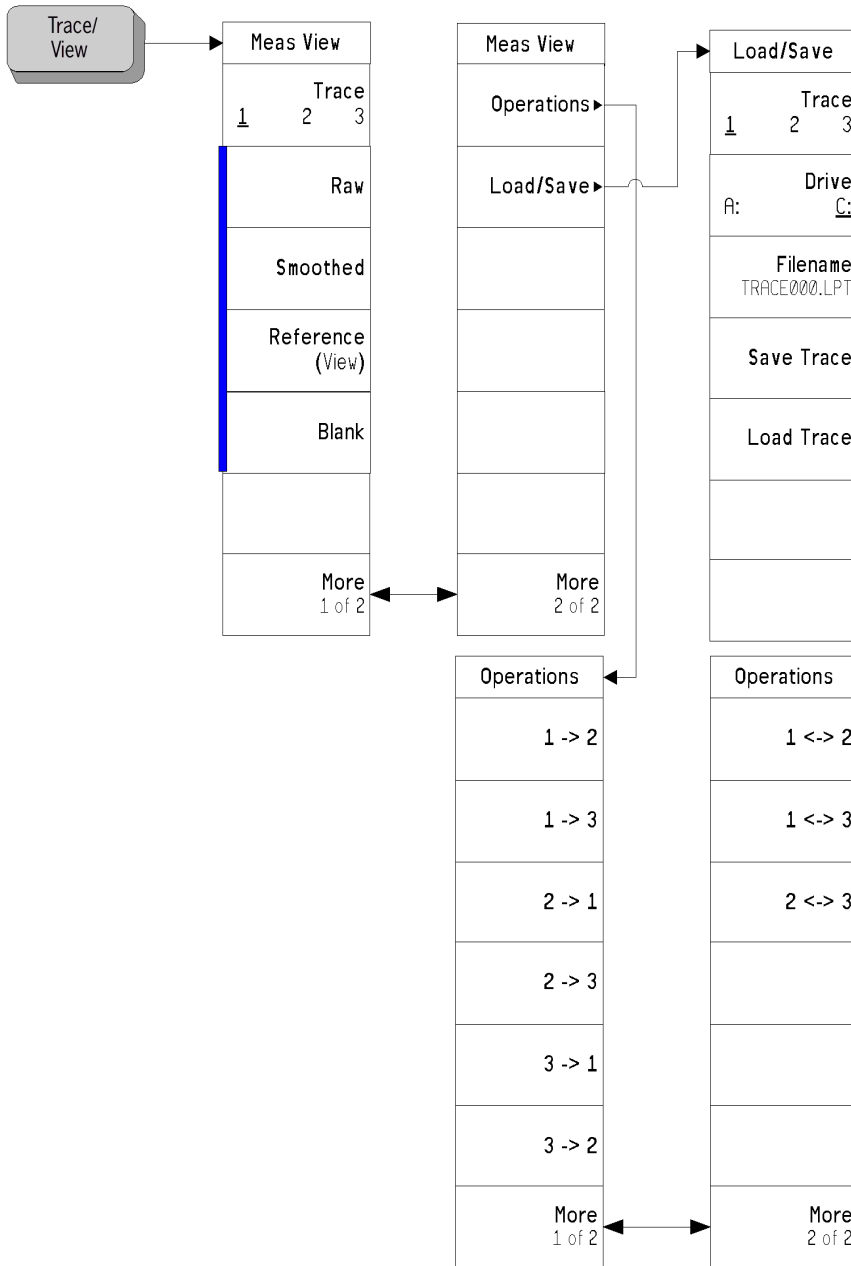 Trace/
View
Meas View
Trace
1 2 3
Raw
Smoothed
Reference
(View)
Blank
More
1 of 2
Meas View
Operations
Load/Save
More
2 of 2
Load/Save
Trace
1 2 3
Drive
A: C:
Filename
TRACE000.LPT
Save Trace
Load Trace
Operations
1 -> 2
1 -> 3
2 -> 1
2 -> 3
3 -> 1
3 -> 2
More
1 of 2
Operations
1 <-> 2
1 <-> 3
2 <-> 3
More
2 of 2